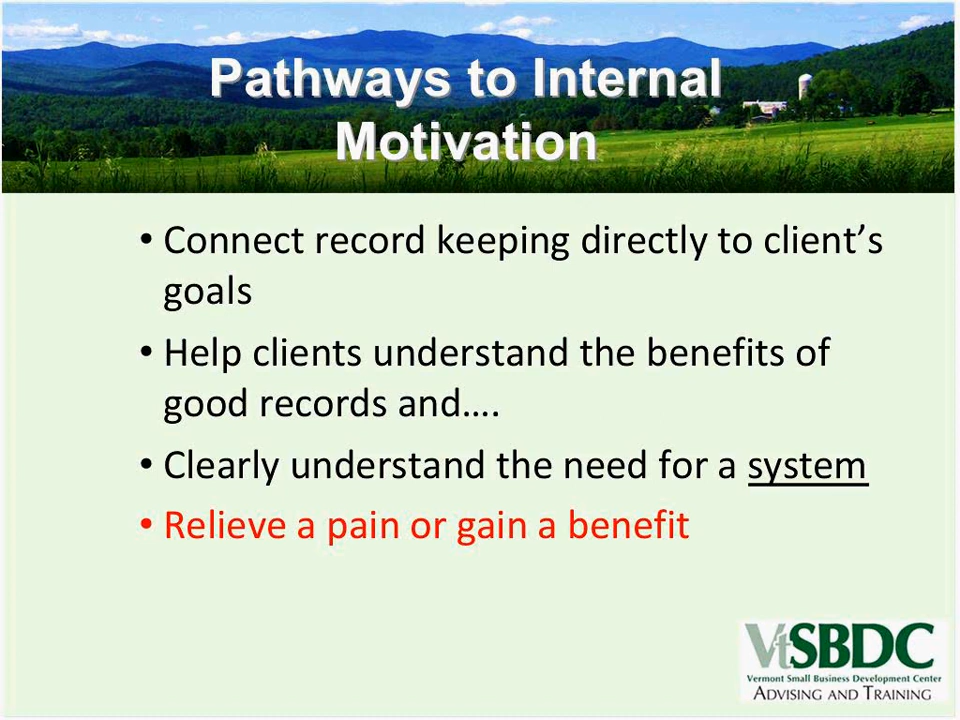 Pathways to Internal
Motivation
• Connect record keeping directly to client’s
goals
• Help clients understand the benefits of
good records and….
• Clearly understand the need for a system
• Relieve a pain or gain a benefit
VtSBDC
Vermont Small Business Development Center
ADVISING AND TRAINING